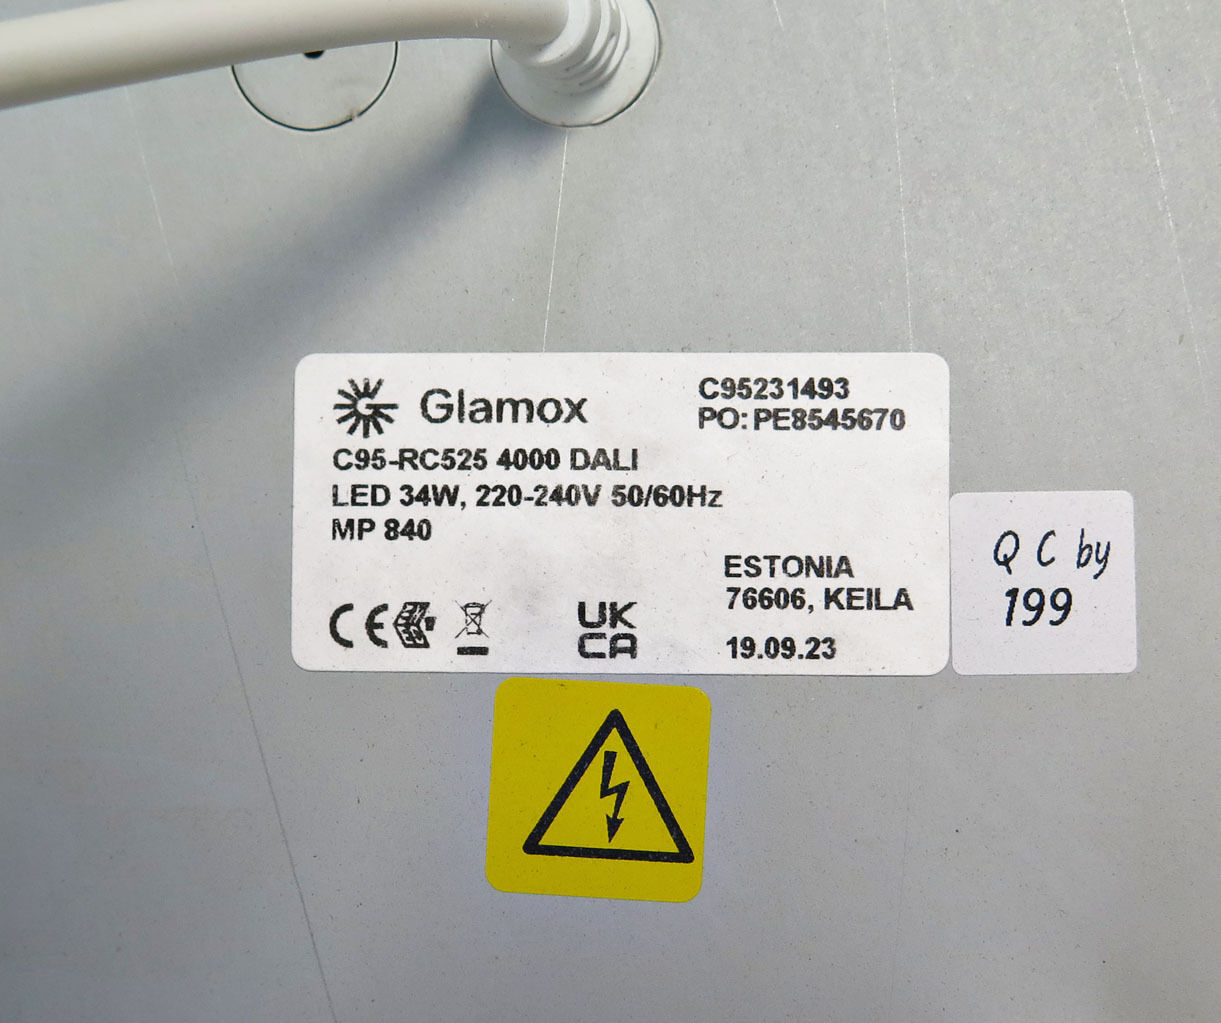 Glamox
C95231493
PO: PE8545670
C95-RC525 4000 DALI
LED 34W, 220-240V 50/60Hz
MP 840
ESTONIA
76606, KEILA
19.09.23
CE
UK
CA
Q C by
199